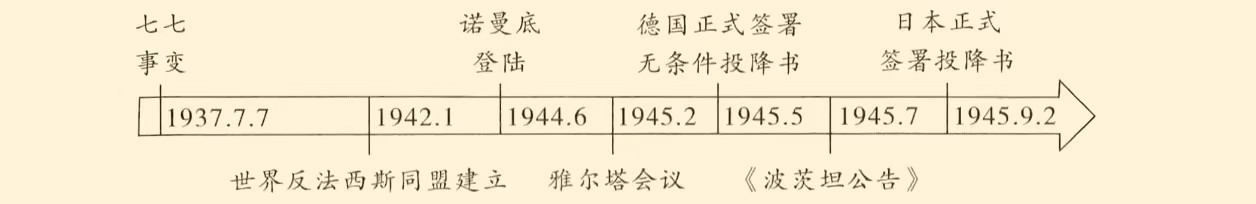 七七 诺曼底 德国正式签署 日本正式
事变 登陆 无条件投降书 签署投降书
1937.7.7 1942.1 1944.6 1945.2 1945.5 1945.7 1945.9.2
世界反法西斯同盟建立 雅尔塔会议 《波茨坦公告》